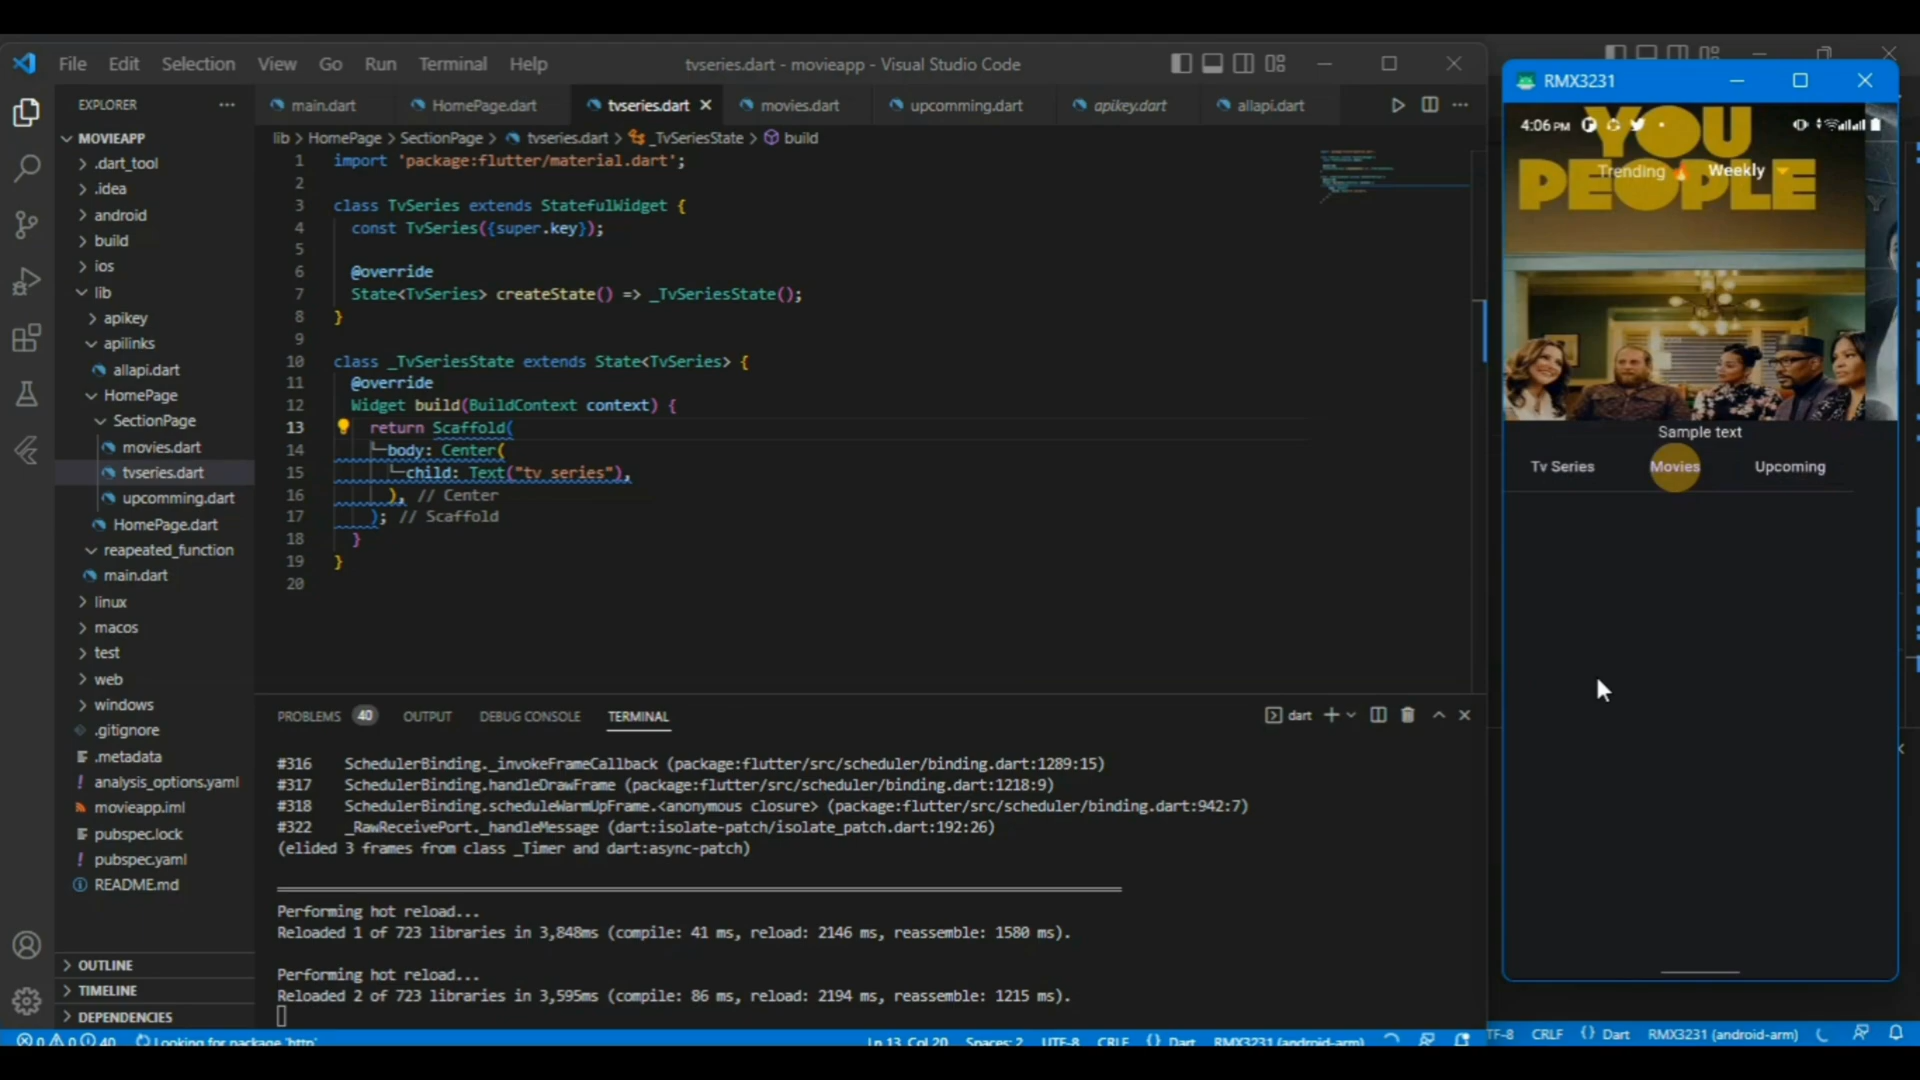 File Edit Selection View Go Run Terminal Help tvseries.dart - movieapp - Visual Studio Code
EXPLORER
MOVIEAPP
.dart_tool
.idea
android
build
ios
lib
apikey
apilinks
allapi.dart
HomePage
SectionPage
movies.dart
tvseries.dart
upcomming.dart
HomePage.dart
reapeated_function
main.dart
linux
macos
test
web
windows
.gitignore
.metadata
analysis_options.yaml
movieapp.iml
pubspec.lock
pubspec.yaml
README.md
OUTLINE
TIMELINE
DEPENDENCIES
main.dart HomePage.dart tvseries.dart movies.dart upcomming.dart apikey.dart allapi.dart
lib > HomePage > SectionPage > tvseries.dart > _TvSeriesState > build
1 import 'package:flutter/material.dart';
2
3 class TvSeries extends StatefulWidget {
4 const TvSeries({super.key});
5
6 @override
7 State<TvSeries> createState() => _TvSeriesState();
8 }
9
10 class _TvSeriesState extends State<TvSeries> {
11 @override
12 Widget build(BuildContext context) {
13 return Scaffold(
14 body: Center(
15 child: Text("tv series"),
16 ), // Center
17 ); // Scaffold
18 }
19 }
20
PROBLEMS 40 OUTPUT DEBUG CONSOLE TERMINAL dart
#316 SchedulerBinding._invokeFrameCallback (package:flutter/src/scheduler/binding.dart:1289:15)
#317 SchedulerBinding.handleDrawFrame (package:flutter/src/scheduler/binding.dart:1218:9)
#318 SchedulerBinding.scheduleWarmUpFrame.<anonymous closure> (package:flutter/src/scheduler/binding.dart:942:7)
#322 _RawReceivePort._handleMessage (dart:isolate-patch/isolate_patch.dart:192:26)
(elided 3 frames from class _Timer and dart:async-patch)
Performing hot reload...
Reloaded 1 of 723 libraries in 3,848ms (compile: 41 ms, reload: 2146 ms, reassemble: 1580 ms).
Performing hot reload...
Reloaded 2 of 723 libraries in 3,595ms (compile: 86 ms, reload: 2194 ms, reassemble: 1215 ms).
0 0 40 Looking for package 'http' Ln 13, Col 20 Spaces: 2 UTF-8 CRLF {} Dart RMX3231 (android-arm)
RMX3231
4:06 PM
YOU
PEOPLE
Trending 🔥 Weekly
Sample text
Tv Series Movies Upcoming
TF-8 CRLF {} Dart RMX3231 (android-arm)